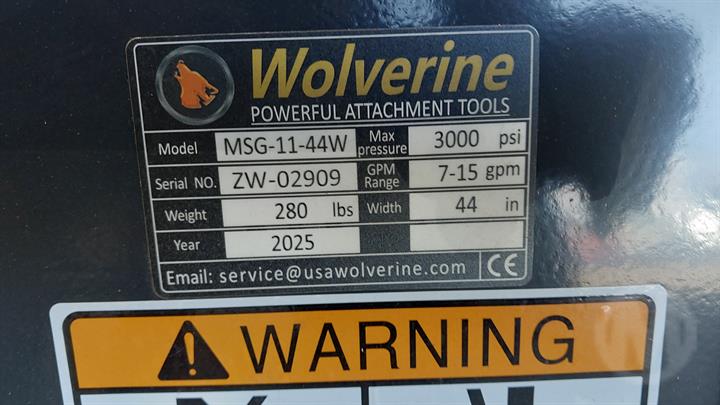 Wolverine
POWERFUL ATTACHMENT TOOLS
Model MSG-11-44W Max pressure 3000 psi
Serial NO. ZW-02909 GPM Range 7-15 gpm
Weight 280 lbs Width 44 in
Year 2025
Email: service@usawolverine.com CE
WARNING